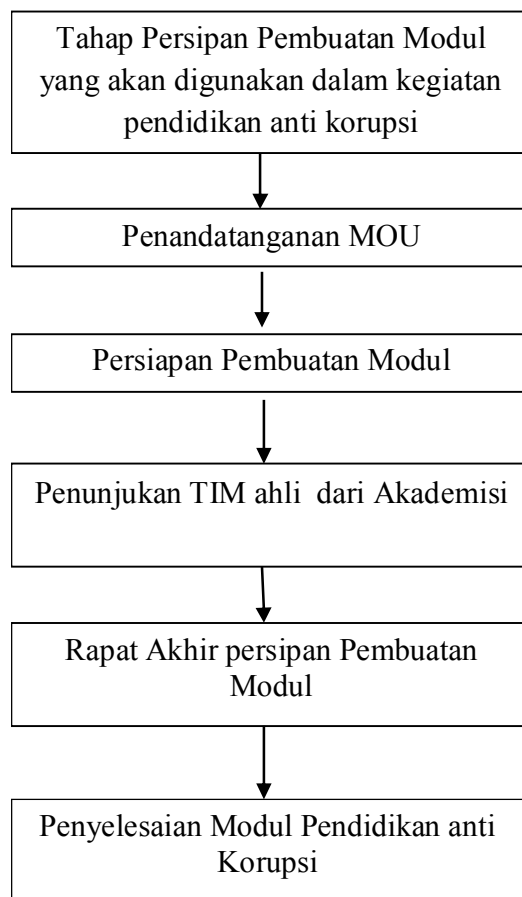 Tahap Persipan Pembuatan Modul
yang akan digunakan dalam kegiatan
pendidikan anti korupsi
Penandatanganan MOU
Persiapan Pembuatan Modul
Penunjukan TIM ahli dari Akademisi
Rapat Akhir persipan Pembuatan
Modul
Penyelesaian Modul Pendidikan anti
Korupsi